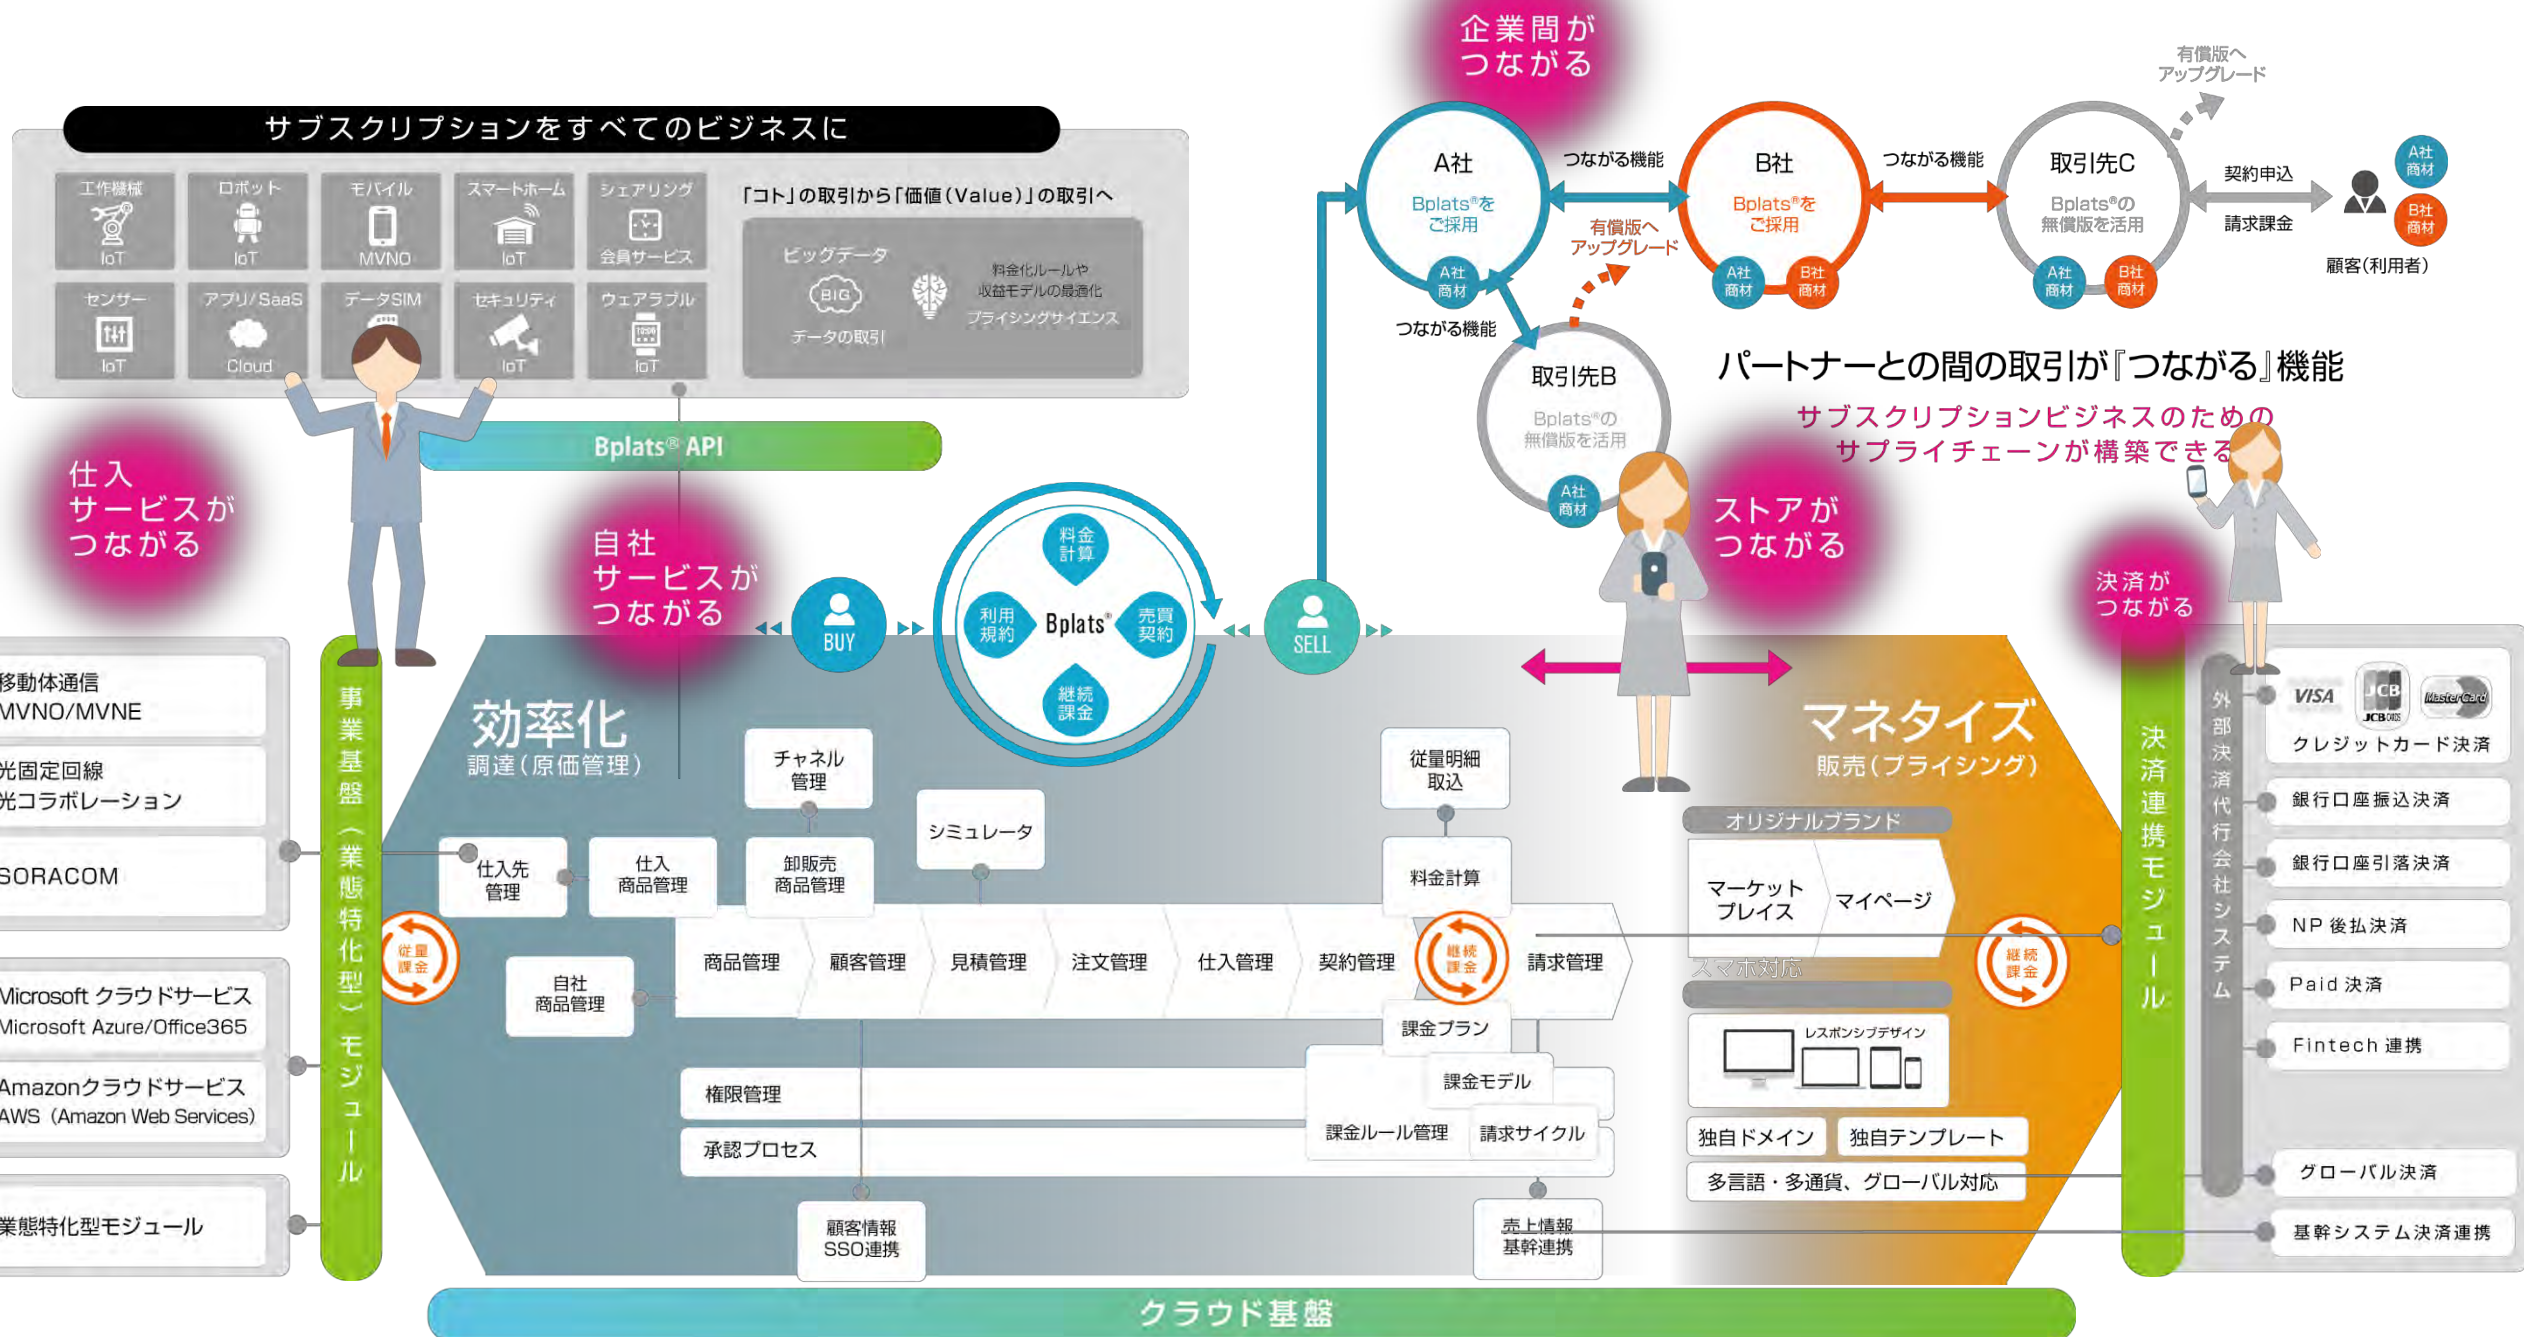 企業間が
つながる
有償版へ
アップグレード
サブスクリプションをすべてのビジネスに
工作機械
IoT
ロボット
IoT
モバイル
MVNO
スマートホーム
IoT
シェアリング
会員サービス
センサー
IoT
アプリ/SaaS
Cloud
データSIM
セキュリティ
IoT
ウェアラブル
12:00
IoT
「コト」の取引から「価値(Value)」の取引へ
ビッグデータ
BIG
データの取引
料金化ルールや
収益モデルの最適化
プライシングサイエンス
A社
Bplats®を
ご採用
A社
商材
つながる機能
B社
Bplats®を
ご採用
A社
商材
B社
商材
つながる機能
取引先C
Bplats®の
無償版を活用
A社
商材
B社
商材
契約申込
請求課金
A社
商材
B社
商材
顧客(利用者)
有償版へ
アップグレード
つながる機能
取引先B
Bplats®の
無償版を活用
A社
商材
パートナーとの間の取引が『つながる』機能
サブスクリプションビジネスのための
サプライチェーンが構築できる
Bplats® API
仕入
サービスが
つながる
自社
サービスが
つながる
ストアが
つながる
決済が
つながる
BUY
料金
計算
利用
規約
Bplats®
売買
契約
継続
課金
SELL
移動体通信
MVNO/MVNE
光固定回線
光コラボレーション
SORACOM
Microsoft クラウドサービス
Microsoft Azure/Office365
Amazonクラウドサービス
AWS（Amazon Web Services）
業態特化型モジュール
事業基盤（業態特化型）モジュール
従量
課金
効率化
調達(原価管理)
チャネル
管理
シミュレータ
従量明細
取込
仕入先
管理
仕入
商品管理
卸販売
商品管理
料金計算
自社
商品管理
商品管理
顧客管理
見積管理
注文管理
仕入管理
契約管理
継続
課金
請求管理
課金プラン
課金モデル
課金ルール管理
請求サイクル
権限管理
承認プロセス
顧客情報
SSO連携
売上情報
基幹連携
マネタイズ
販売(プライシング)
オリジナルブランド
マーケット
プレイス
マイページ
スマホ対応
レスポンシブデザイン
独自ドメイン
独自テンプレート
多言語・多通貨、グローバル対応
継続
課金
決済連携モジュール
外部決済代行会社システム
VISA
JCB
JCB CARDS
MasterCard
クレジットカード決済
銀行口座振込決済
銀行口座引落決済
NP 後払決済
Paid 決済
Fintech 連携
グローバル決済
基幹システム決済連携
クラウド基盤